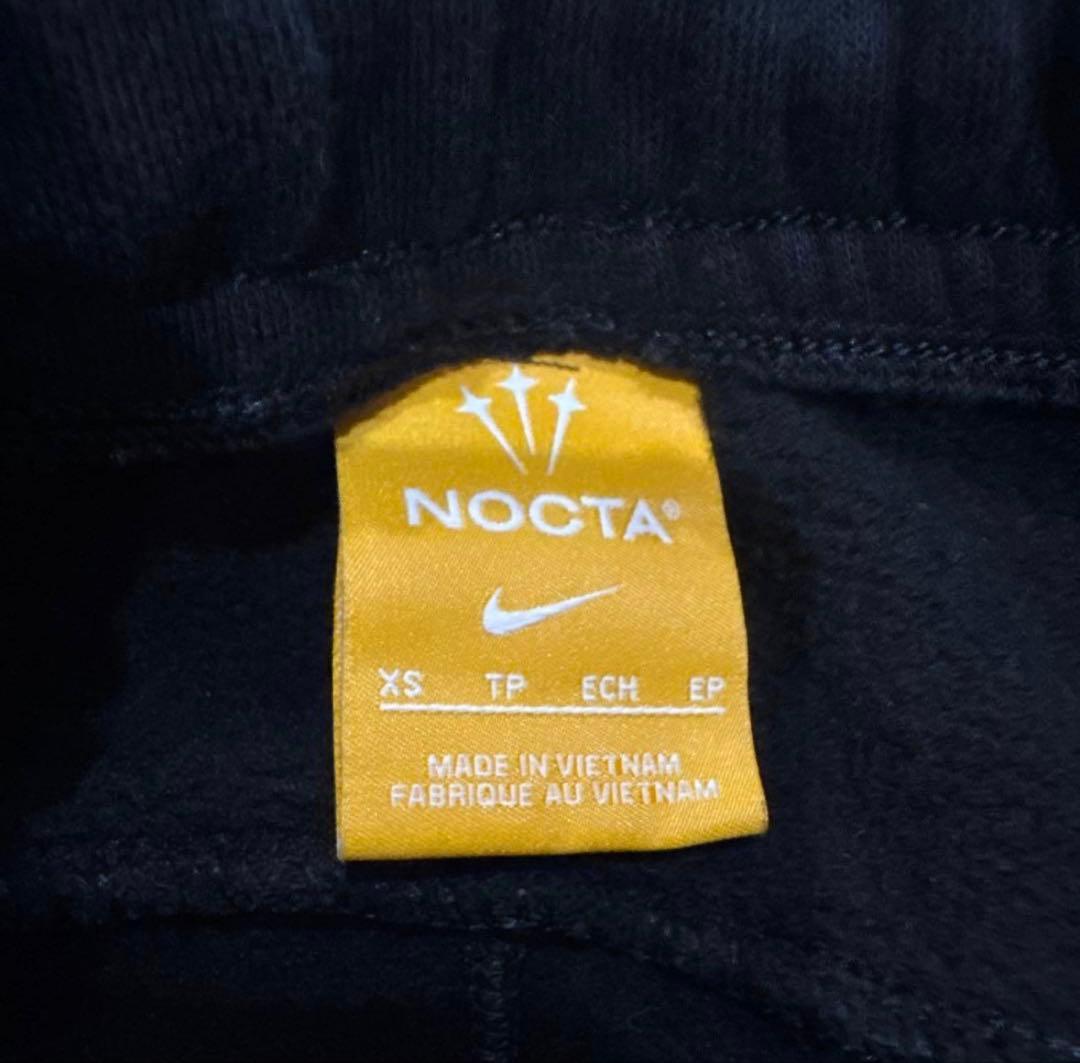 NOCTA®
XS TP ECH EP
MADE IN VIETNAM
FABRIQUE AU VIETNAM